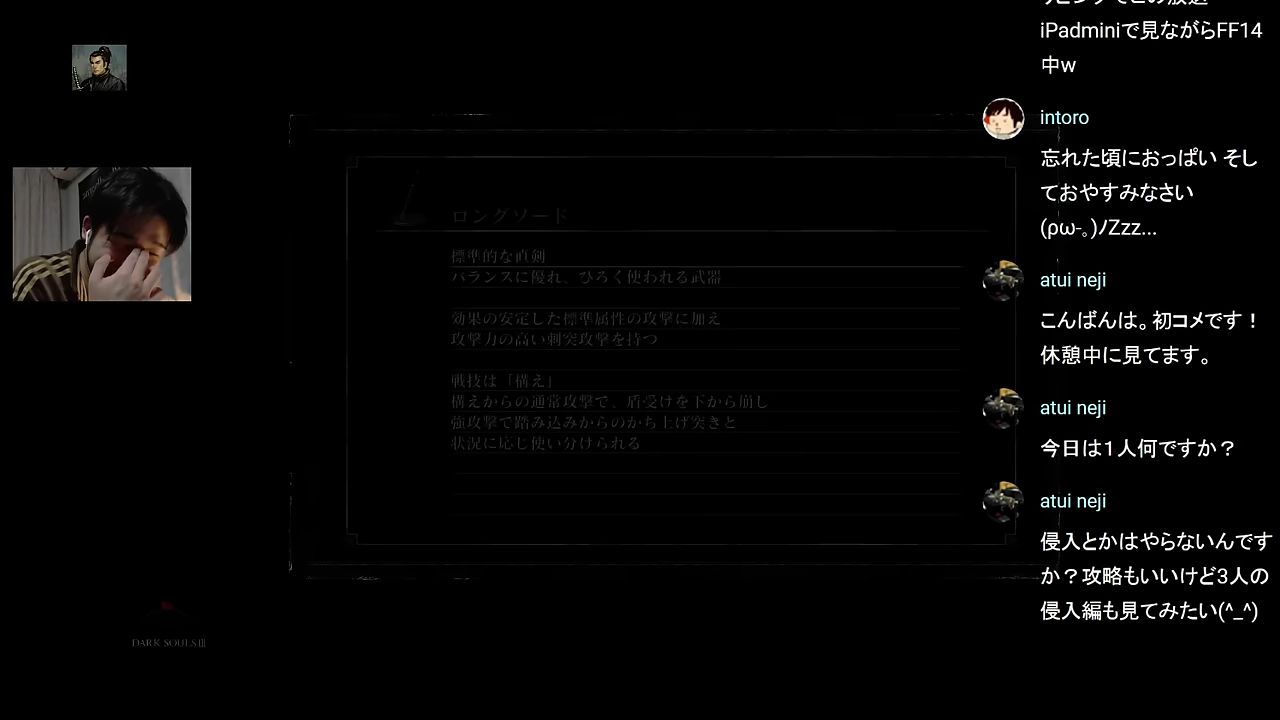 iPadminiで見ながらFF14
中w
intoro
忘れた頃におっぱい そし
ておやすみなさい
(ρω-｡)ﾉZzz...
atui neji
こんばんは。初コメです！
休憩中に見てます。
atui neji
今日は１人何ですか？
atui neji
侵入とかはやらないんです
か？攻略もいいけど3人の
侵入編も見てみたい(^_^)
ロングソード
標準的な直剣
バランスに優れ、ひろく使われる武器
効果の安定した標準属性の攻撃に加え
攻撃力の高い刺突攻撃を持つ
戦技は「構え」
構えからの通常攻撃で、盾受けを下から崩し
強攻撃で踏み込みからのかち上げ突きと
状況に応じ使い分けられる
DARK SOULS III